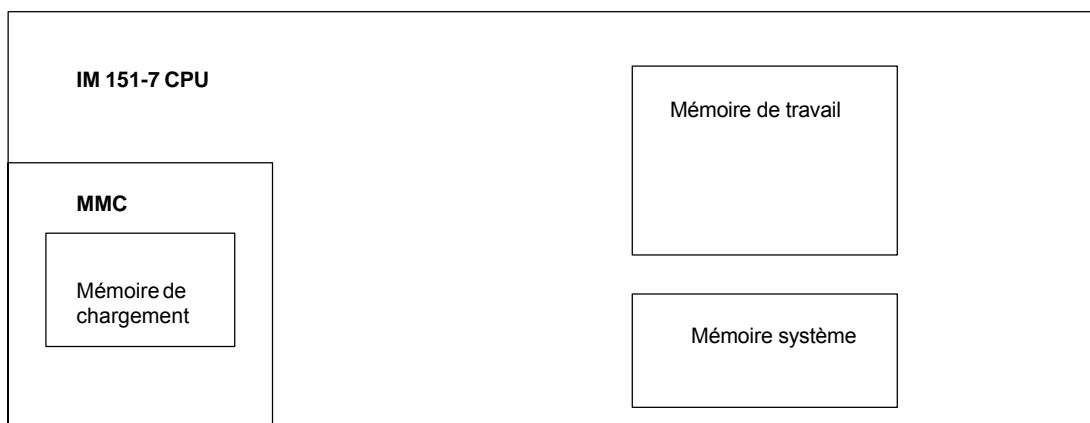 IM 151-7 CPU
Mémoire de travail
MMC
Mémoire de
chargement
Mémoire système